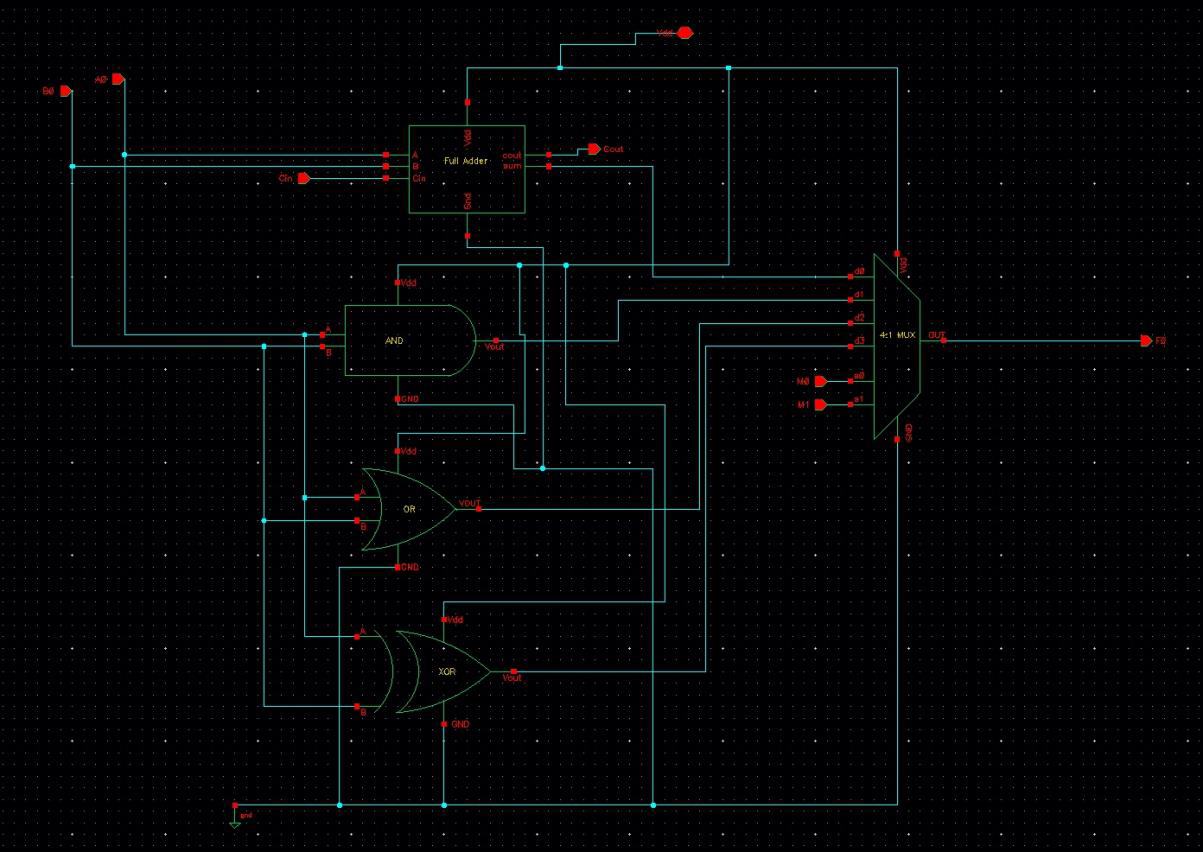 Vdd
A0
B0
Vdd
Full Adder
A
B
Cin
cout
sum
Cout
Cin
Gnd
Vdd
d0
d1
d2
d3
4:1 MUX
OUT
F0
M0
s0
M1
s1
GND
Vdd
A
B
AND
Vout
GND
Vdd
A
B
OR
VOUT
GND
Vdd
A
B
XOR
Vout
GND
gnd